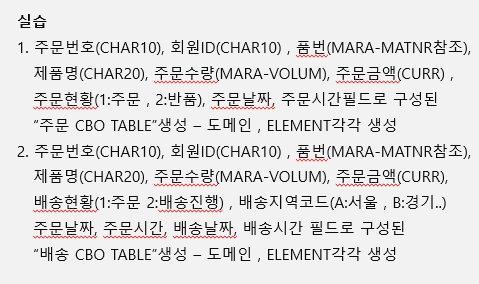 실습
1. 주문번호(CHAR10), 회원ID(CHAR10) , 품번(MARA-MATNR참조),
제품명(CHAR20), 주문수량(MARA-VOLUM), 주문금액(CURR) ,
주문현황(1:주문 , 2:반품), 주문날짜, 주문시간필드로 구성된
“주문 CBO TABLE”생성 – 도메인 , ELEMENT각각 생성
2. 주문번호(CHAR10), 회원ID(CHAR10) , 품번(MARA-MATNR참조),
제품명(CHAR20), 주문수량(MARA-VOLUM), 주문금액(CURR),
배송현황(1:주문 2:배송진행) , 배송지역코드(A:서울 , B:경기..)
주문날짜, 주문시간, 배송날짜, 배송시간 필드로 구성된
“배송 CBO TABLE”생성 – 도메인 , ELEMENT각각 생성